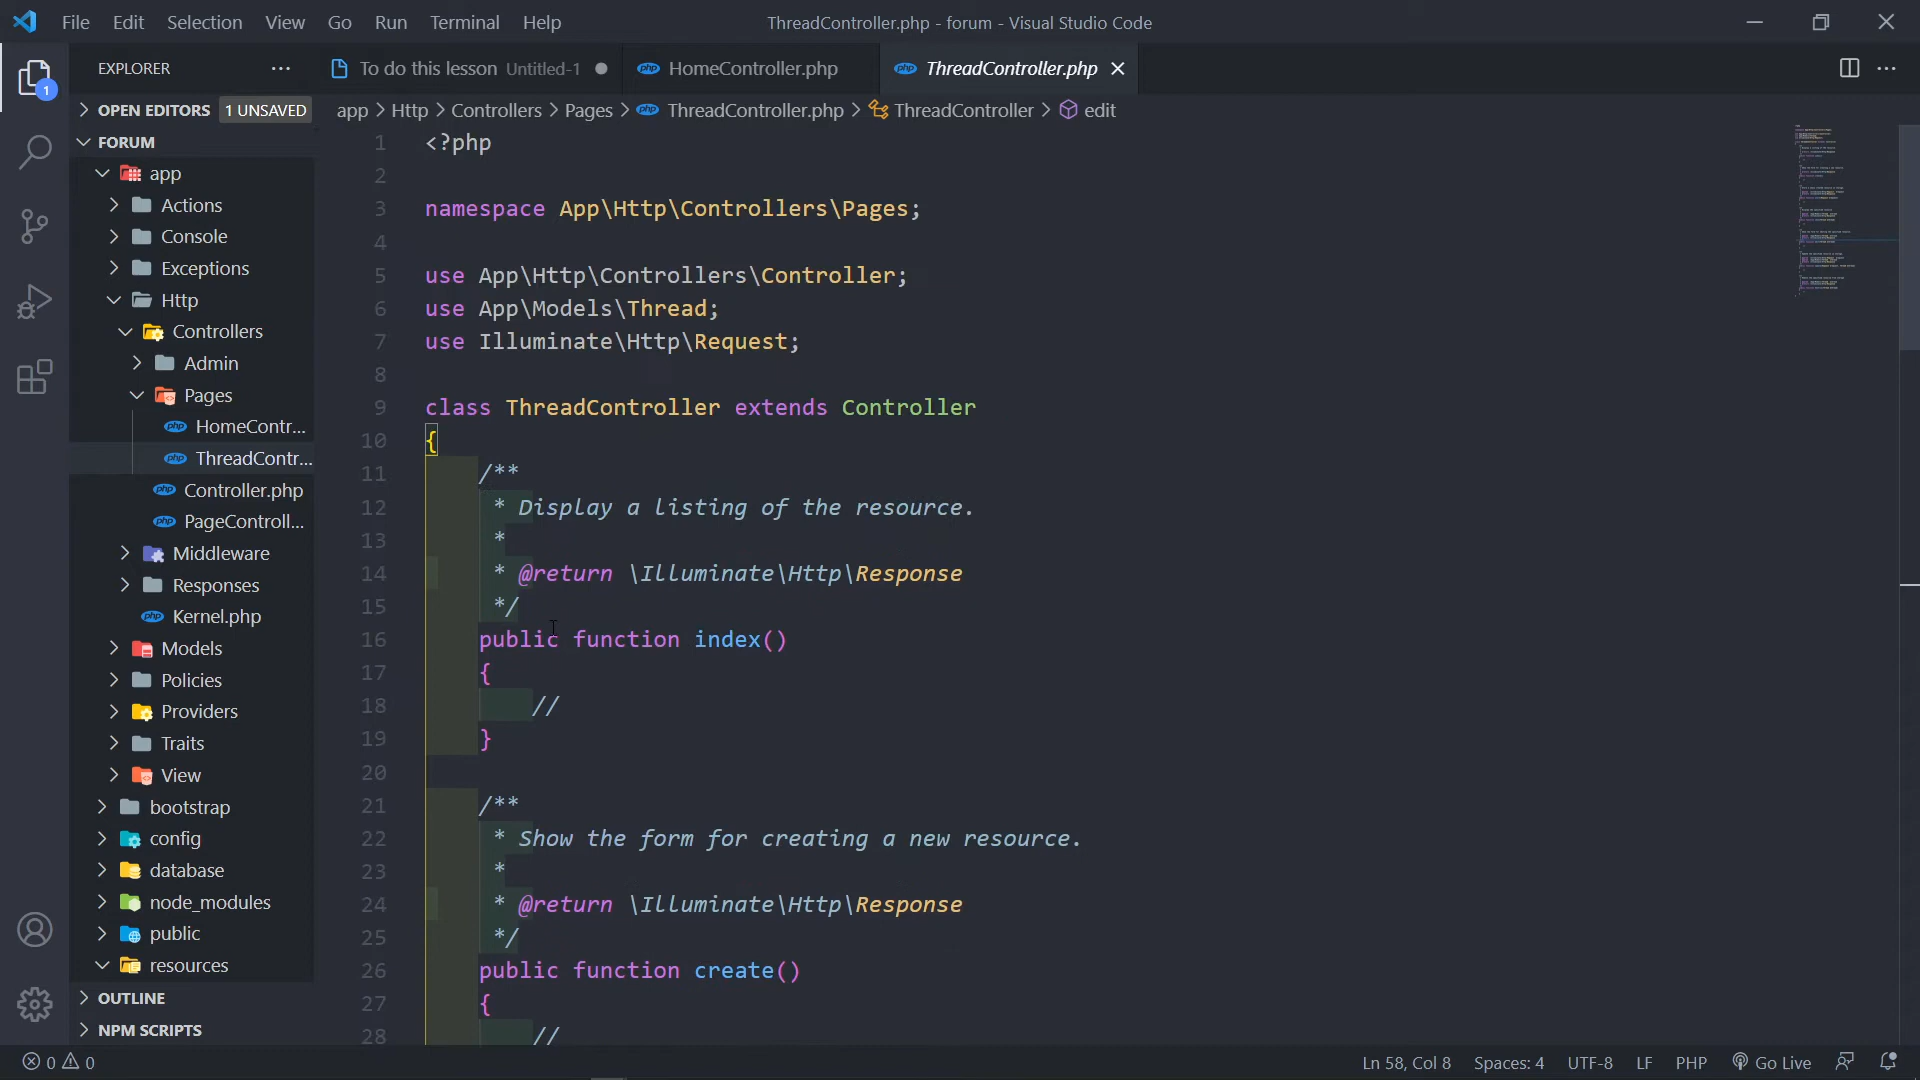 File Edit Selection View Go Run Terminal Help
ThreadController.php - forum - Visual Studio Code
EXPLORER
To do this lesson Untitled-1
HomeController.php
ThreadController.php
OPEN EDITORS 1 UNSAVED
app > Http > Controllers > Pages > ThreadController.php > ThreadController > edit
1
FORUM
app
Actions
Console
Exceptions
Http
Controllers
Admin
Pages
HomeContr...
ThreadContr...
Controller.php
PageControll...
Middleware
Responses
Kernel.php
Models
Policies
Providers
Traits
View
bootstrap
config
database
node_modules
public
resources
OUTLINE
NPM SCRIPTS
1 <?php
2
3 namespace App\Http\Controllers\Pages;
4
5 use App\Http\Controllers\Controller;
6 use App\Models\Thread;
7 use Illuminate\Http\Request;
8
9 class ThreadController extends Controller
10 {
11 /**
12 * Display a listing of the resource.
13 *
14 * @return \Illuminate\Http\Response
15 */
16 public function index()
17 {
18 //
19 }
20
21 /**
22 * Show the form for creating a new resource.
23 *
24 * @return \Illuminate\Http\Response
25 */
26 public function create()
27 {
28 //
0 0
Ln 58, Col 8 Spaces: 4 UTF-8 LF PHP Go Live